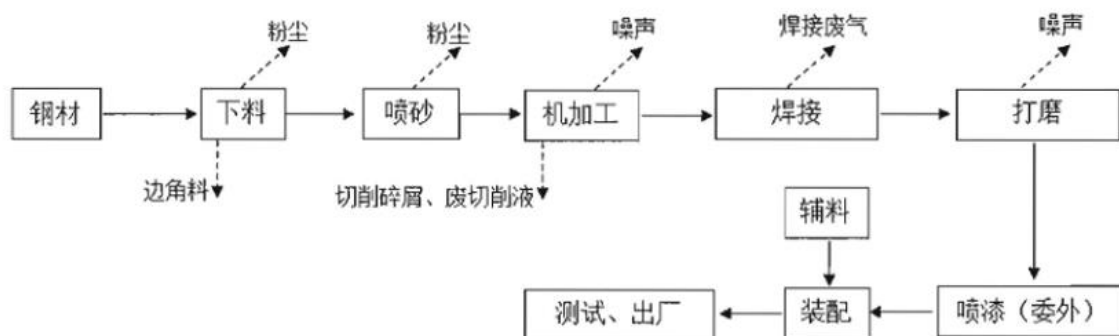 粉尘
粉尘
噪声
焊接废气
噪声
钢材
下料
喷砂
机加工
焊接
打磨
边角料
切削碎屑、废切削液
辅料
测试、出厂
装配
喷漆（委外）